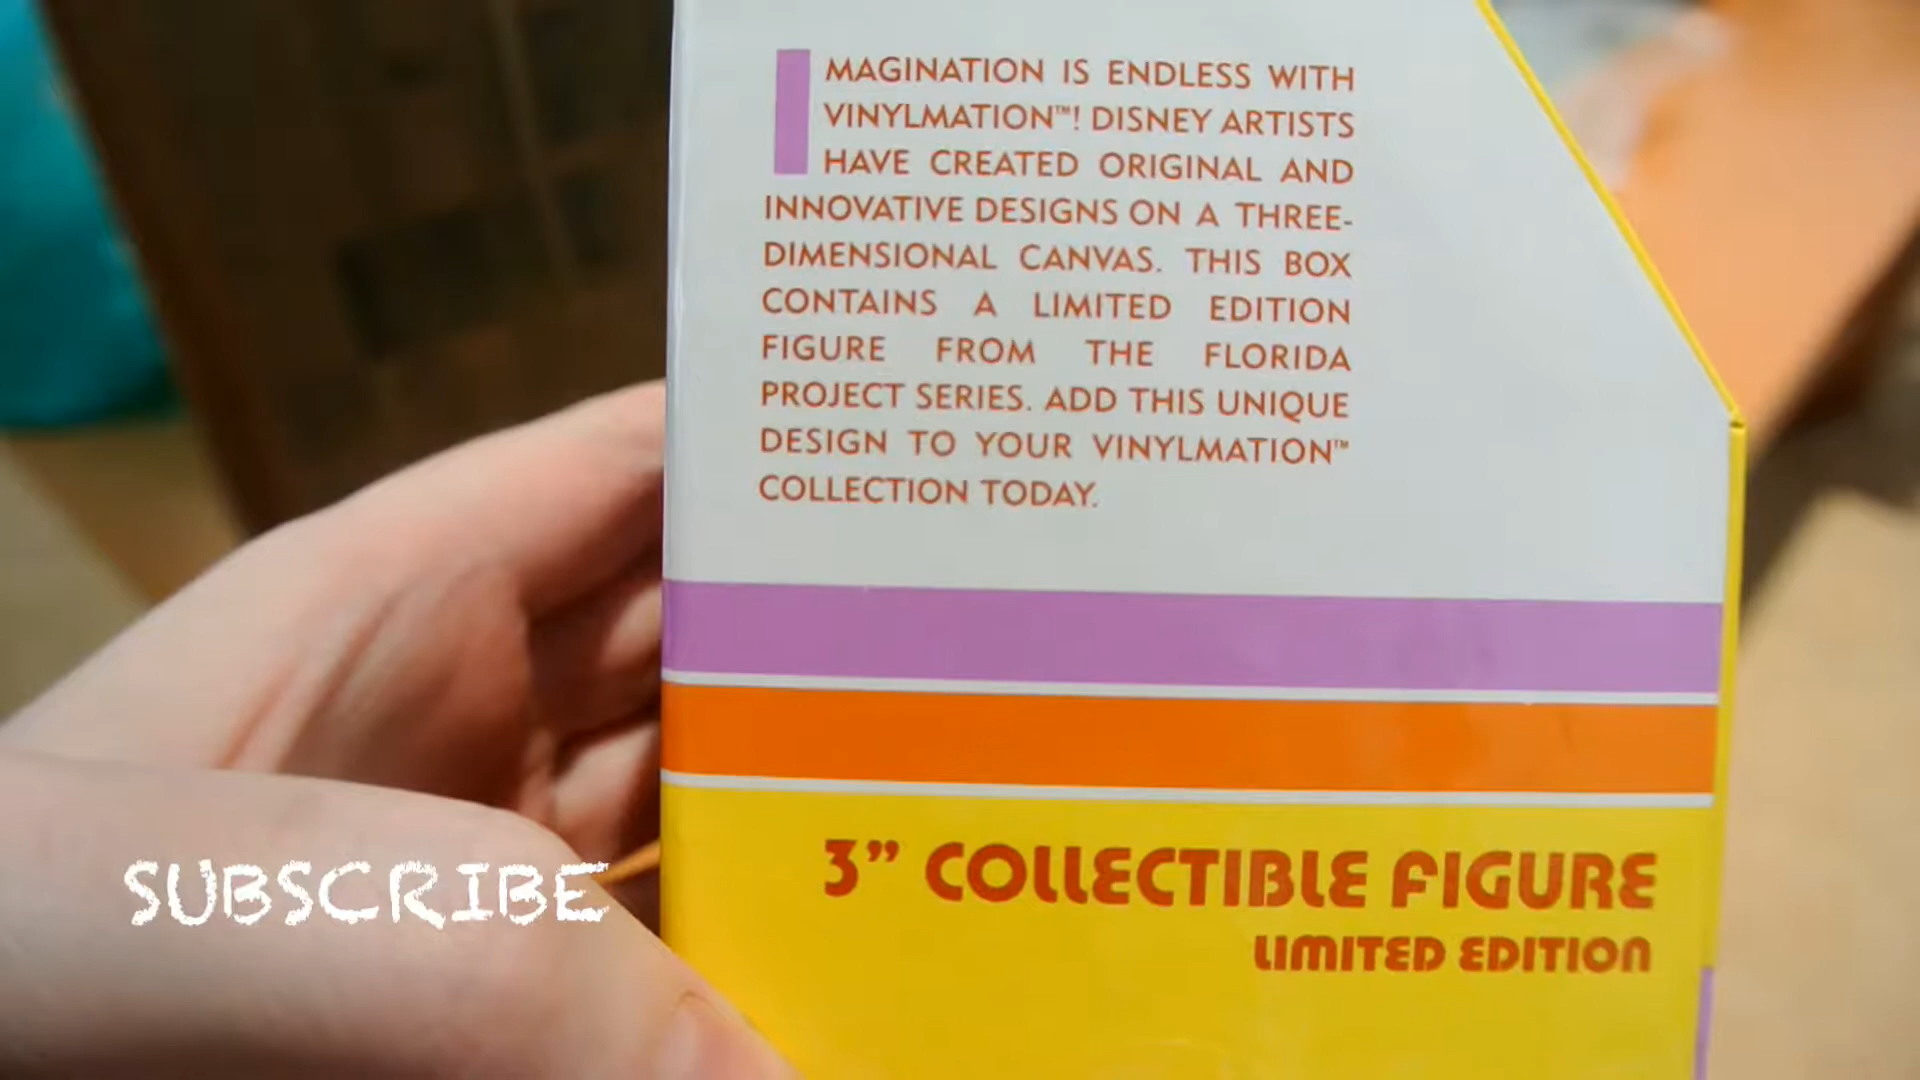 IMAGINATION IS ENDLESS WITH
VINYLMATION™! DISNEY ARTISTS
HAVE CREATED ORIGINAL AND
INNOVATIVE DESIGNS ON A THREE-
DIMENSIONAL CANVAS. THIS BOX
CONTAINS A LIMITED EDITION
FIGURE FROM THE FLORIDA
PROJECT SERIES. ADD THIS UNIQUE
DESIGN TO YOUR VINYLMATION™
COLLECTION TODAY.
3” COLLECTIBLE FIGURE
LIMITED EDITION
SUBSCRIBE